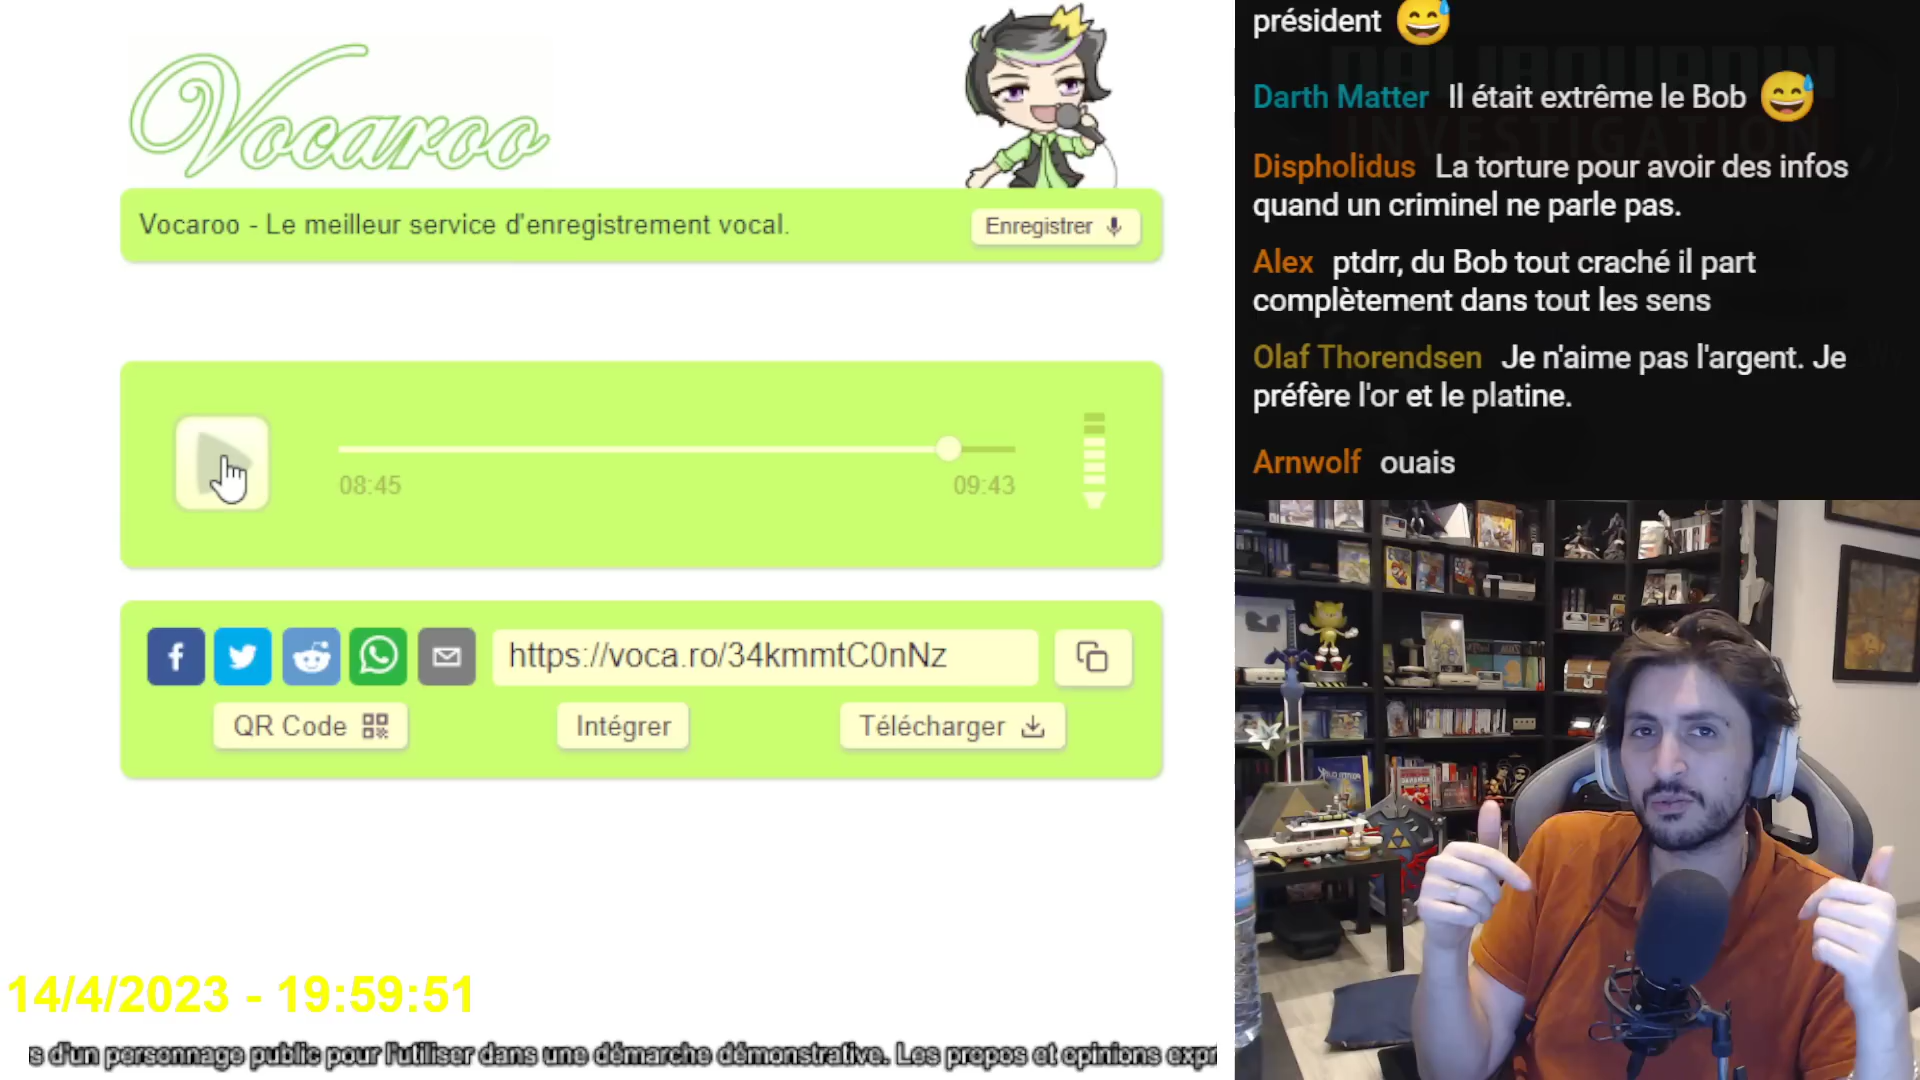 Vocaroo
Vocaroo - Le meilleur service d'enregistrement vocal.
Enregistrer
08:45
09:43
https://voca.ro/34kmmtC0nNz
QR Code
Intégrer
Télécharger
14/4/2023 - 19:59:51
s d'un personnage public pour l'utiliser dans une démarche démonstrative. Les propos et opinions expr
président 😅
Darth Matter Il était extrême le Bob 😅
Dispholidus La torture pour avoir des infos
quand un criminel ne parle pas.
Alex ptdrr, du Bob tout craché il part
complètement dans tout les sens
Olaf Thorendsen Je n'aime pas l'argent. Je
préfère l'or et le platine.
Arnwolf ouais
INVESTIGATION